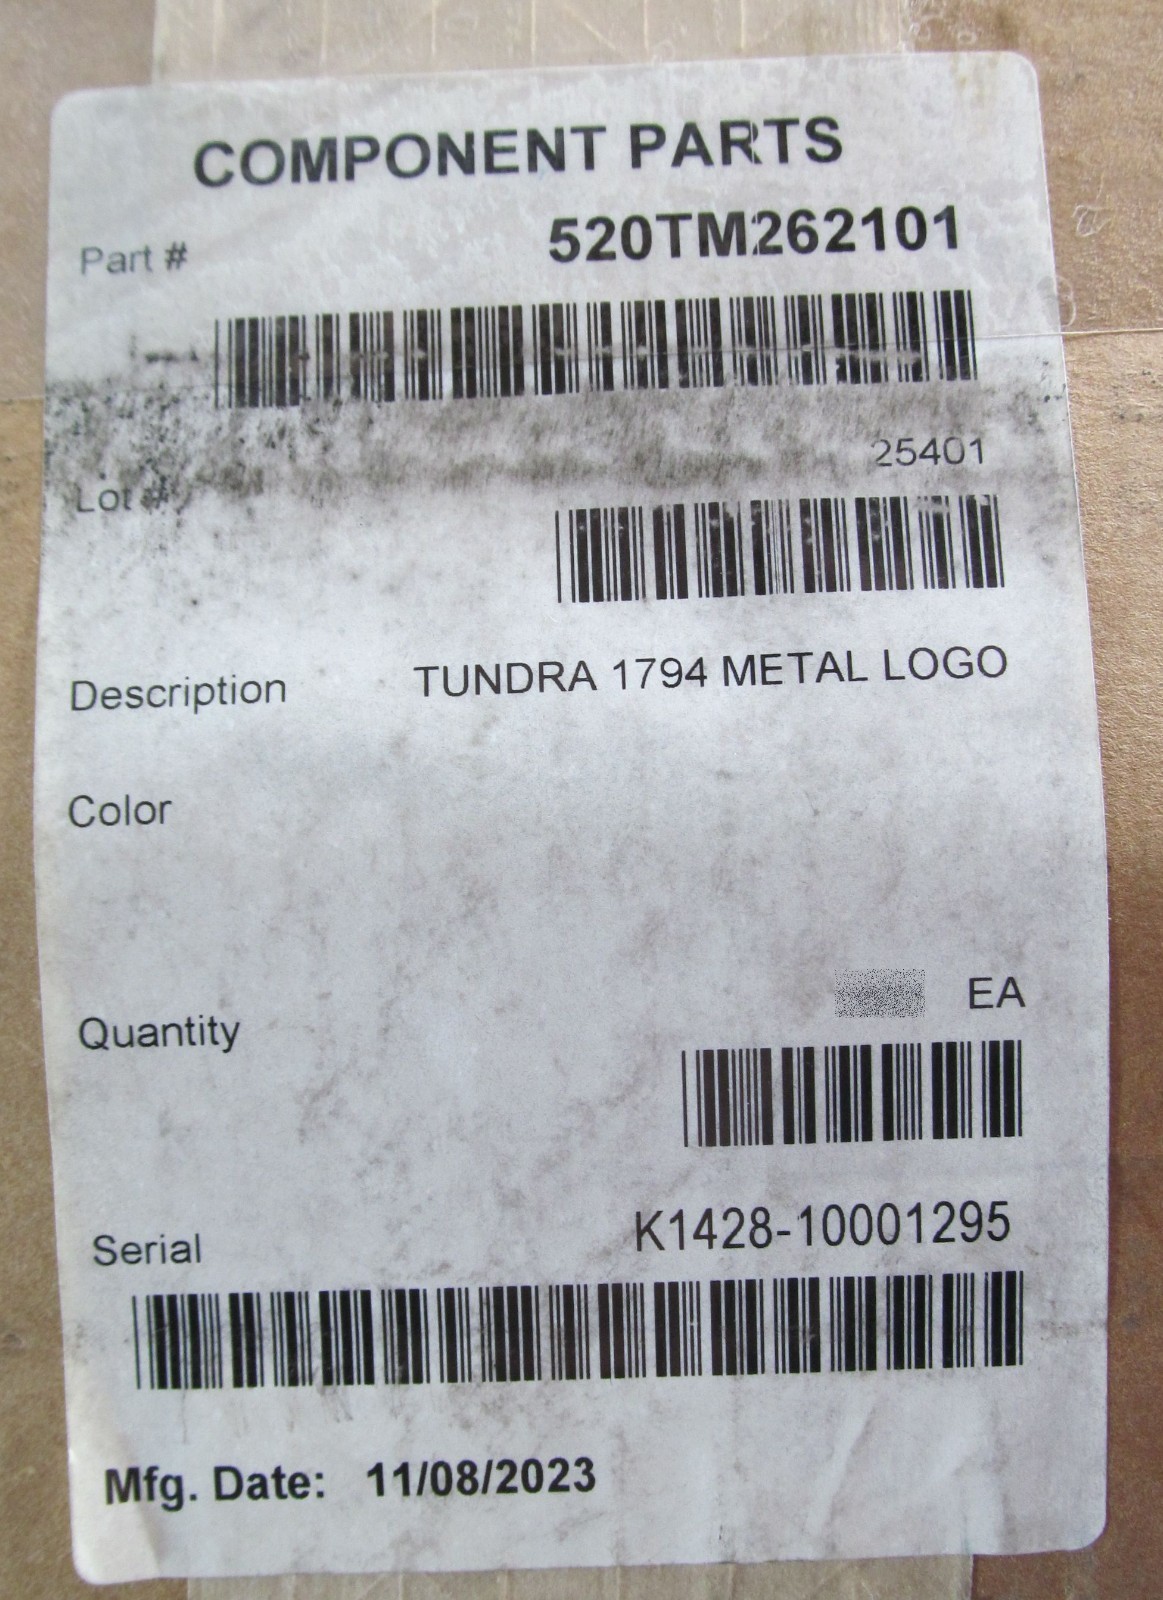 COMPONENT PARTS
Part # 520TM262101
Lot # 25401
Description TUNDRA 1794 METAL LOGO
Color
Quantity EA
Serial K1428-10001295
Mfg. Date: 11/08/2023